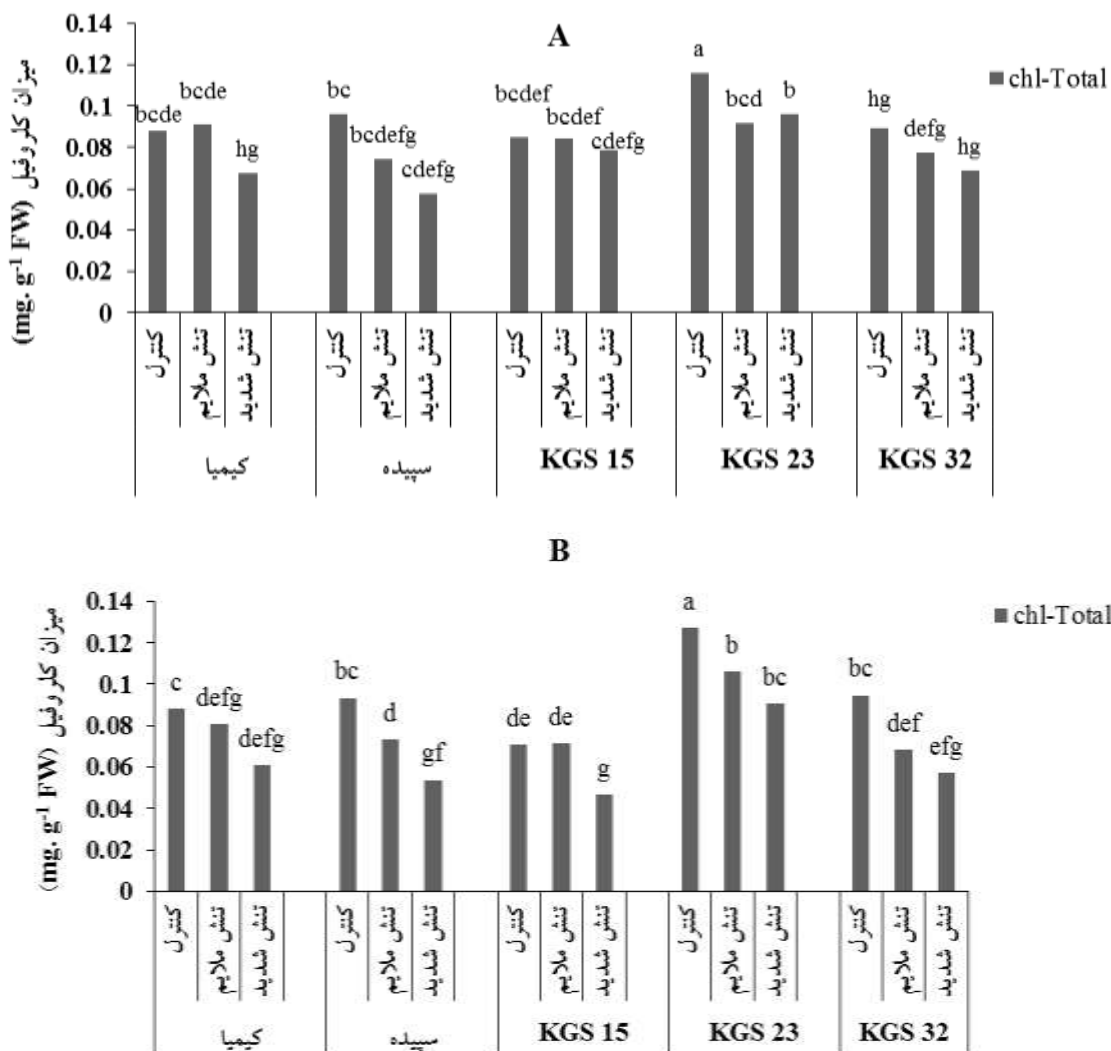 A
میزان کلروفیل (mg. g-1 FW)
0.14
0.12
0.1
0.08
0.06
0.04
0.02
0
bcde bcde hg
bc bcdefg cdefg
bcdef bcdef cdefg
a bcd b
hg defg hg
chl-Total
کنترل تنش ملایم تنش شدید
کنترل تنش ملایم تنش شدید
کنترل تنش ملایم تنش شدید
کنترل تنش ملایم تنش شدید
کنترل تنش ملایم تنش شدید
کیمیا سپیده KGS 15 KGS 23 KGS 32
B
میزان کلروفیل (mg. g-1 FW)
0.14
0.12
0.1
0.08
0.06
0.04
0.02
0
c defg defg
bc d gf
de de g
a b bc
bc def efg
chl-Total
کنترل تنش ملایم تنش شدید
کنترل تنش ملایم تنش شدید
کنترل تنش ملایم تنش شدید
کنترل تنش ملایم تنش شدید
کنترل تنش ملایم تنش شدید
کیمیا سپیده KGS 15 KGS 23 KGS 32